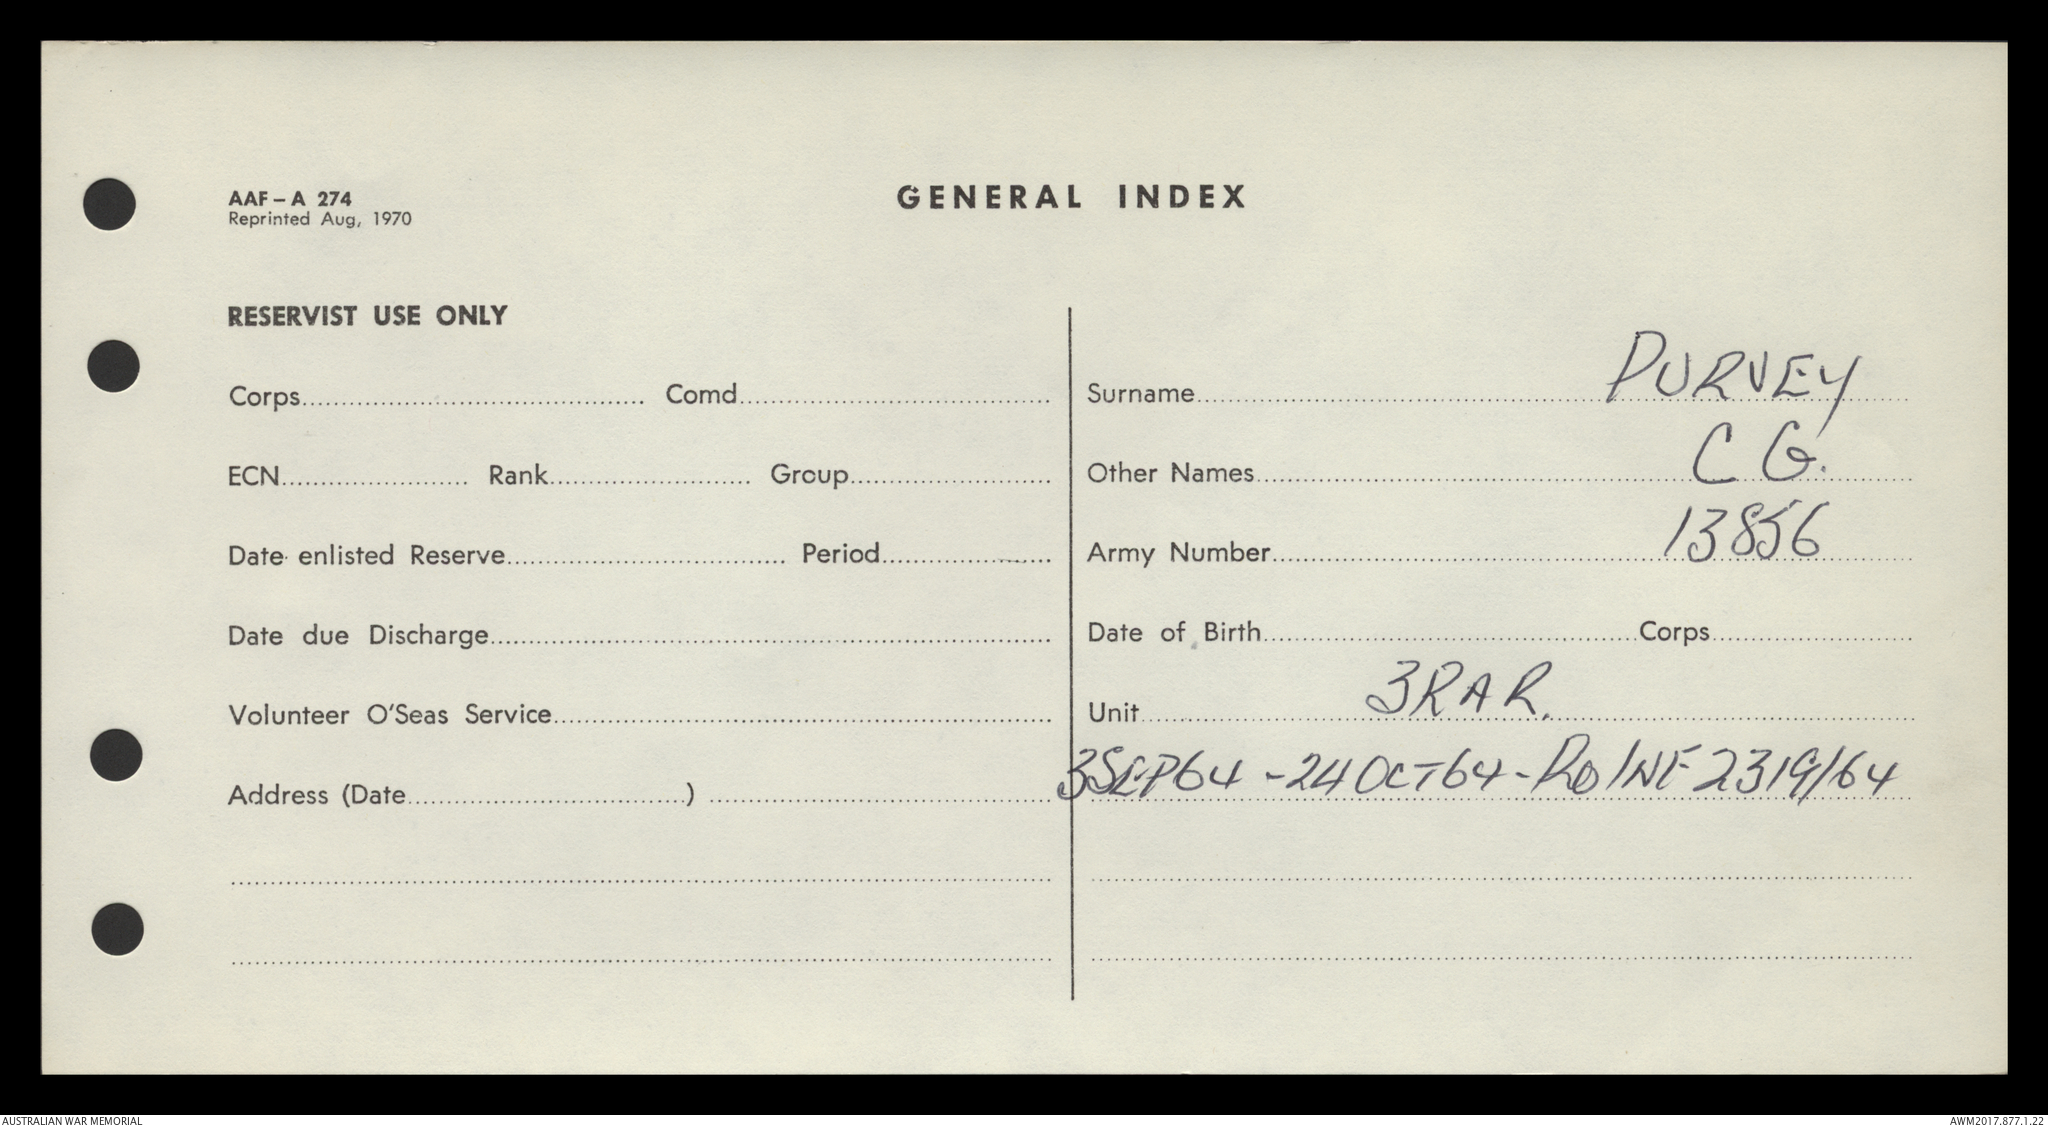 AAF – A 274
Reprinted Aug, 1970
GENERAL INDEX
RESERVIST USE ONLY
Corps Comd
ECN Rank Group
Date enlisted Reserve Period
Date due Discharge
Volunteer O'Seas Service
Address (Date )
Surname PURVEY
Other Names C G.
Army Number 13856
Date of Birth Corps
Unit 3RAR.
3SEP64 - 24 OCT64 - Ro INF 2319/64
AUSTRALIAN WAR MEMORIAL
AWM2017.877.1.22